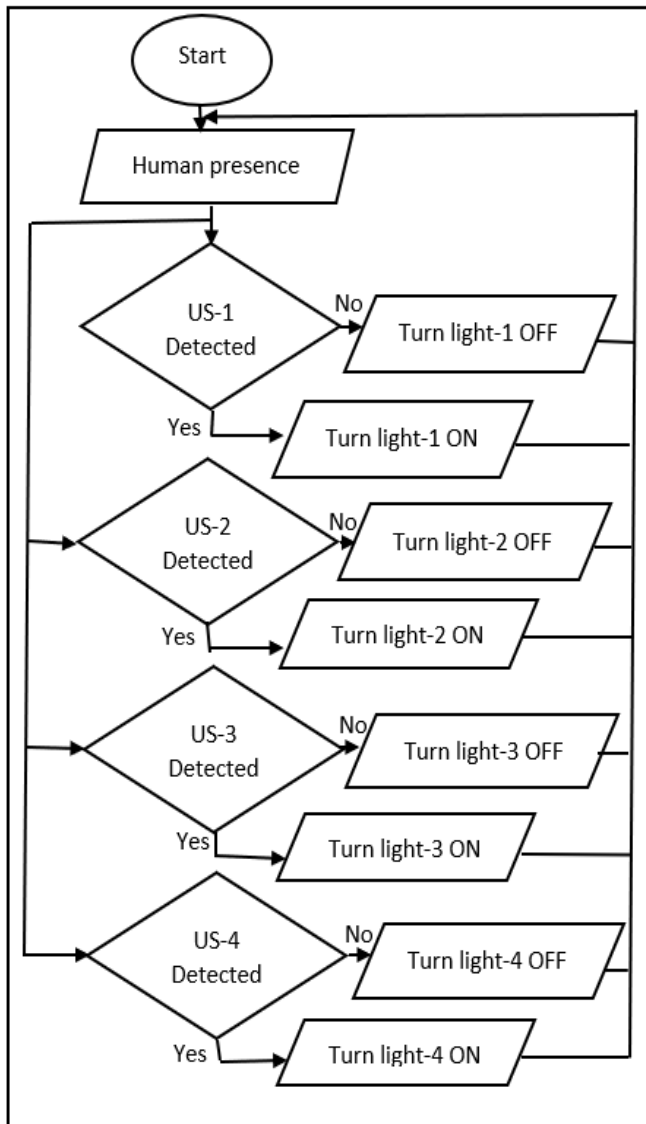 Start
Human presence
US-1
Detected
No
Turn light-1 OFF
Yes
Turn light-1 ON
US-2
Detected
No
Turn light-2 OFF
Yes
Turn light-2 ON
US-3
Detected
No
Turn light-3 OFF
Yes
Turn light-3 ON
US-4
Detected
No
Turn light-4 OFF
Yes
Turn light-4 ON